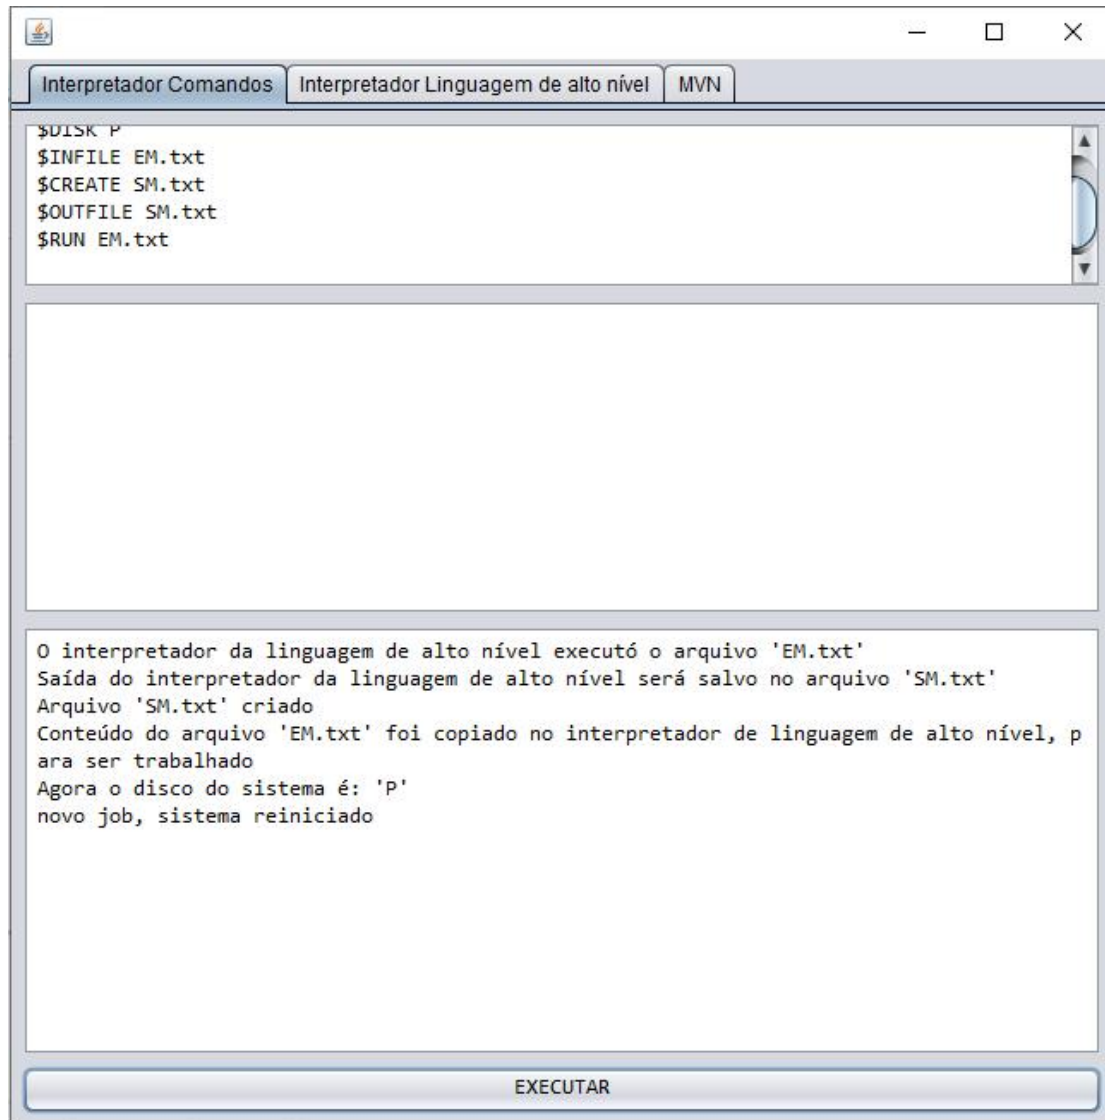 Interpretador Comandos
Interpretador Linguagem de alto nível
MVN
$DISK P
$INFILE EM.txt
$CREATE SM.txt
$OUTFILE SM.txt
$RUN EM.txt
O interpretador da linguagem de alto nível executó o arquivo 'EM.txt'
Saída do interpretador da linguagem de alto nível será salvo no arquivo 'SM.txt'
Arquivo 'SM.txt' criado
Conteúdo do arquivo 'EM.txt' foi copiado no interpretador de linguagem de alto nível, p
ara ser trabalhado
Agora o disco do sistema é: 'P'
novo job, sistema reiniciado
EXECUTAR